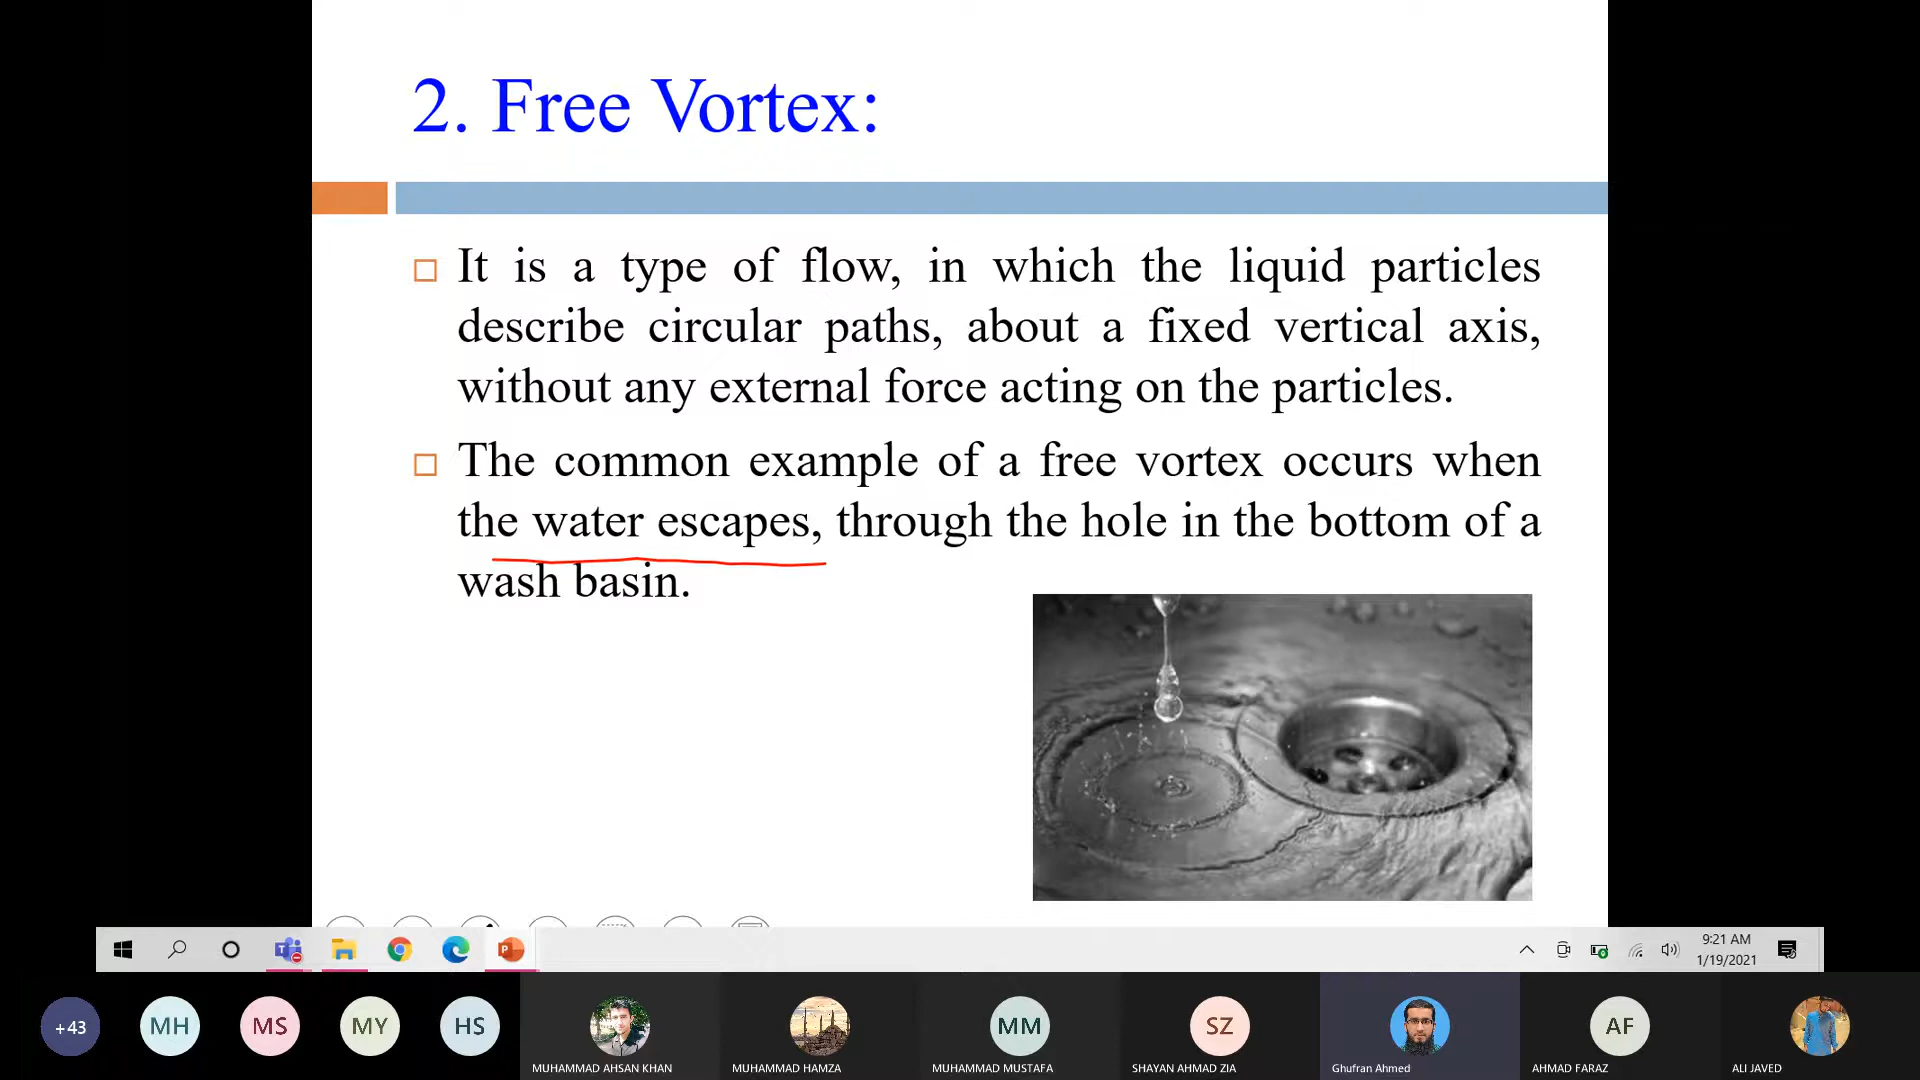 2. Free Vortex:
It is a type of flow, in which the liquid particles
describe circular paths, about a fixed vertical axis,
without any external force acting on the particles.
The common example of a free vortex occurs when
the water escapes, through the hole in the bottom of a
wash basin.
9:21 AM
1/19/2021
+43
MH
MS
MY
HS
MM
SZ
AF
MUHAMMAD AHSAN KHAN
MUHAMMAD HAMZA
MUHAMMAD MUSTAFA
SHAYAN AHMAD ZIA
Ghufran Ahmed
AHMAD FARAZ
ALI JAVED